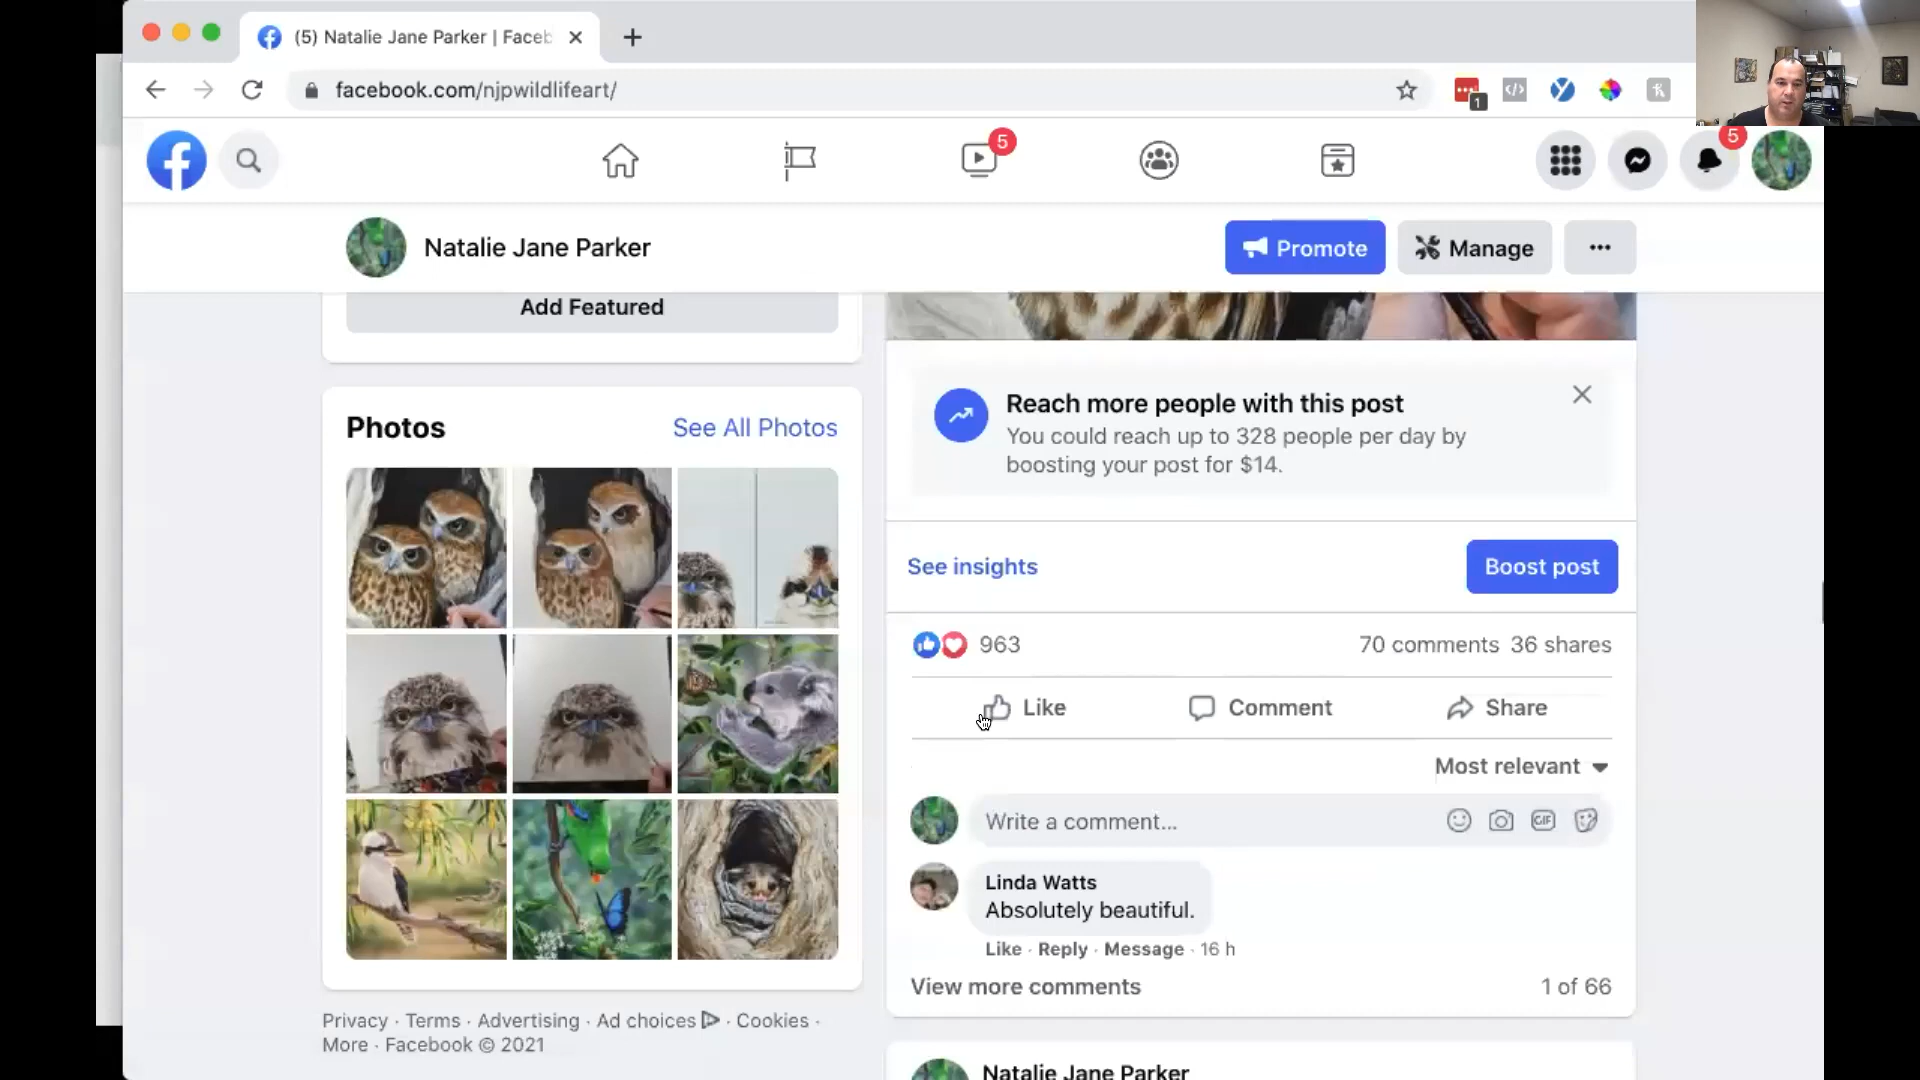 (5) Natalie Jane Parker | Faceb
facebook.com/njpwildlifeart/
1
5
5
Natalie Jane Parker
Promote
Manage
Add Featured
Photos
See All Photos
Reach more people with this post
You could reach up to 328 people per day by
boosting your post for $14.
See insights
Boost post
963
70 comments 36 shares
Like
Comment
Share
Most relevant
Write a comment...
GIF
Linda Watts
Absolutely beautiful.
Like · Reply · Message · 16 h
View more comments
1 of 66
Privacy · Terms · Advertising · Ad choices · Cookies ·
More · Facebook © 2021
Natalie Jane Parker